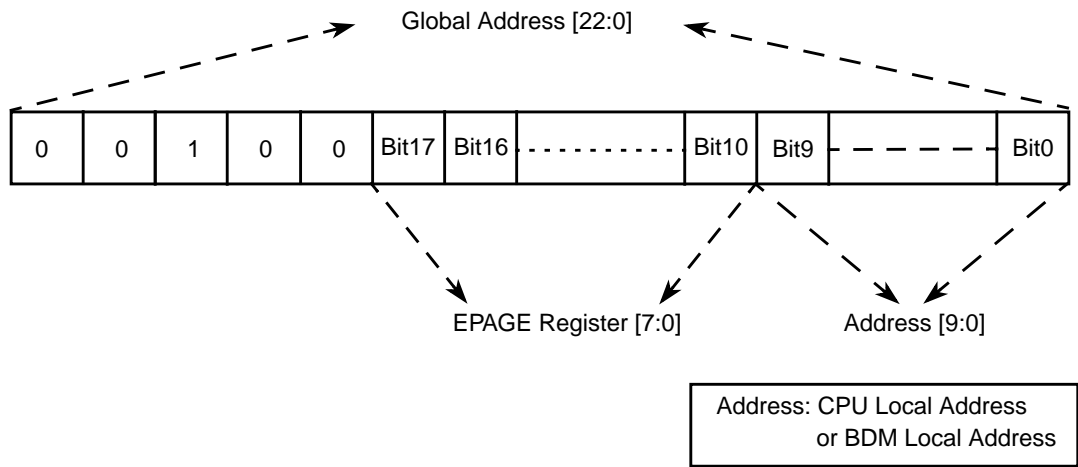 Global Address [22:0]
0 0 1 0 0 Bit17 Bit16 Bit10 Bit9 Bit0
EPAGE Register [7:0] Address [9:0]
Address: CPU Local Address
or BDM Local Address